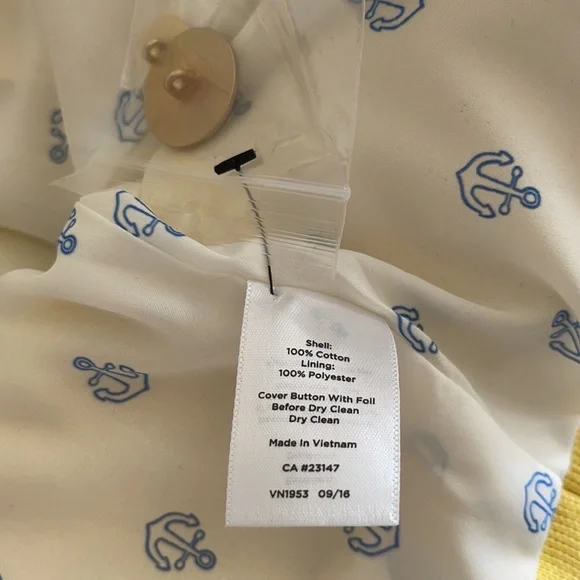 Shell:
100% Cotton
Lining:
100% Polyester
Cover Button With Foil
Before Dry Clean
Dry Clean
Made In Vietnam
CA #23147
VN1953 09/16